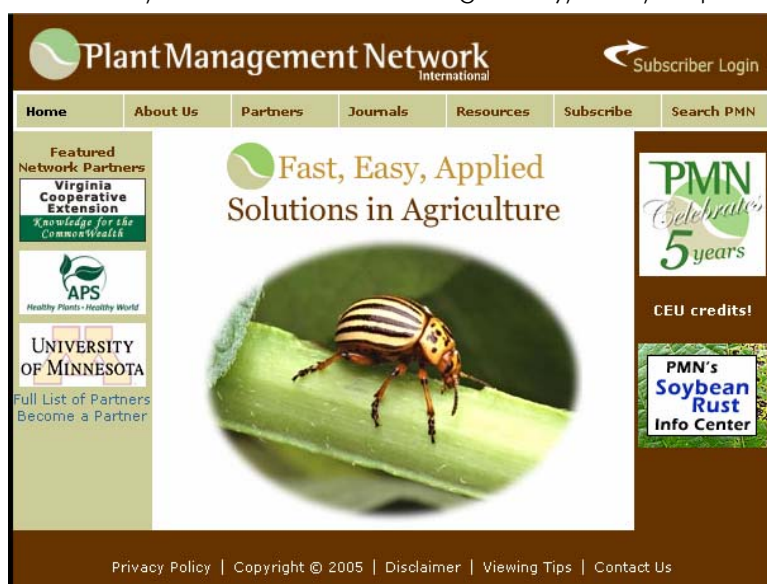 Plant Management Network
International
Subscriber Login
Home About Us Partners Journals Resources Subscribe Search PMN
Featured
Network Partners
Virginia
Cooperative
Extension
Knowledge for the
CommonWealth
APS
Healthy Plants • Healthy World
UNIVERSITY
OF MINNESOTA
Full List of Partners
Become a Partner
Fast, Easy, Applied
Solutions in Agriculture
PMN
Celebrates
5 years
CEU credits!
PMN's
Soybean
Rust
Info Center
Privacy Policy | Copyright © 2005 | Disclaimer | Viewing Tips | Contact Us